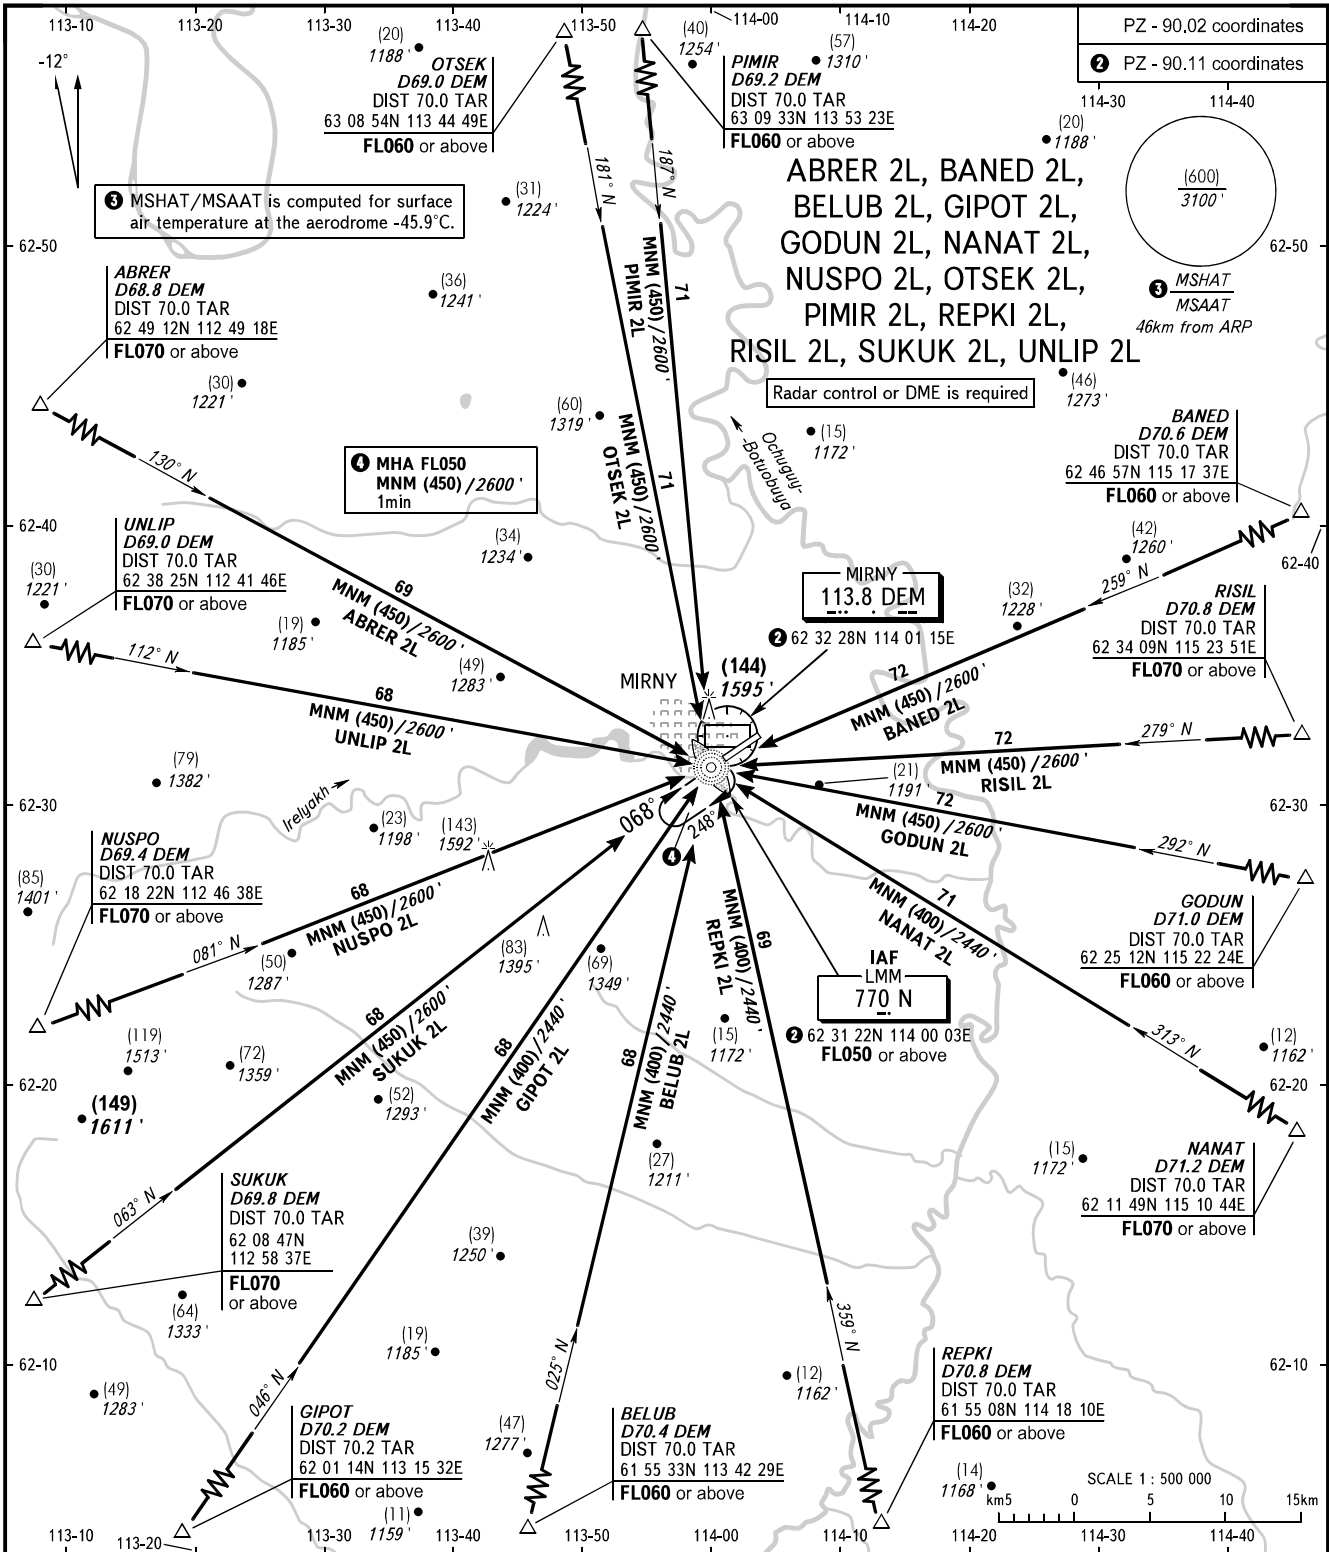 113-10
113-20
113-30
113-40
113-50
114-00
114-10
114-20
PZ - 90.02 coordinates
❷ PZ - 90.11 coordinates
114-30
114-40
-12°
(20)
1188'
OTSEK
D69.0 DEM
DIST 70.0 TAR
63 08 54N 113 44 49E
FL060 or above
(40)
1254'
PIMIR
D69.2 DEM
DIST 70.0 TAR
63 09 33N 113 53 23E
FL060 or above
(57)
1310'
(20)
1188'
(600)
3100'
❸ MSHAT
MSAAT
46km from ARP
❸ MSHAT/MSAAT is computed for surface
air temperature at the aerodrome -45.9°C.
ABRER 2L, BANED 2L,
BELUB 2L, GIPOT 2L,
GODUN 2L, NANAT 2L,
NUSPO 2L, OTSEK 2L,
PIMIR 2L, REPKI 2L,
RISIL 2L, SUKUK 2L, UNLIP 2L
Radar control or DME is required
(31)
1224'
181° N
187° N
62-50
62-50
ABRER
D68.8 DEM
DIST 70.0 TAR
62 49 12N 112 49 18E
FL070 or above
(36)
1241'
71
MNM (450)/2600'
PIMIR 2L
(30)
1221'
(60)
1319'
71
MNM (450)/2600'
OTSEK 2L
(46)
1273'
(15)
1172'
Ochuguy-
-Botuobuya
BANED
D70.6 DEM
DIST 70.0 TAR
62 46 57N 115 17 37E
FL060 or above
130° N
❹ MHA FL050
MNM (450)/2600'
1min
62-40
62-40
UNLIP
D69.0 DEM
DIST 70.0 TAR
62 38 25N 112 41 46E
FL070 or above
(30)
1221'
(34)
1234'
(42)
1260'
259° N
69
MNM (450)/2600'
ABRER 2L
MIRNY
113.8 DEM
❷ 62 32 28N 114 01 15E
(32)
1228'
RISIL
D70.8 DEM
DIST 70.0 TAR
62 34 09N 115 23 51E
FL070 or above
(19)
1185'
112° N
(49)
1283'
MIRNY
(144)
1595'
72
MNM (450)/2600'
BANED 2L
68
MNM (450)/2600'
UNLIP 2L
279° N
72
MNM (450)/2600'
RISIL 2L
(79)
1382'
Irelyakh
(21)
1191'
62-30
62-30
72
MNM (450)/2600'
GODUN 2L
292° N
068°
248°
❹
(23)
1198'
(143)
1592'
NUSPO
D69.4 DEM
DIST 70.0 TAR
62 18 22N 112 46 38E
FL070 or above
(85)
1401'
68
MNM (450)/2600'
NUSPO 2L
081° N
(50)
1287'
(83)
1395'
(69)
1349'
69
MNM (400)/2440'
REPKI 2L
71
MNM (400)/2440'
NANAT 2L
GODUN
D71.0 DEM
DIST 70.0 TAR
62 25 12N 115 22 24E
FL060 or above
IAF
LMM
770 N
❷ 62 31 22N 114 00 03E
FL050 or above
68
MNM (450)/2600'
SUKUK 2L
68
MNM (400)/2440'
GIPOT 2L
68
MNM (400)/2440'
BELUB 2L
(15)
1172'
313° N
(12)
1162'
(119)
1513'
(72)
1359'
(52)
1293'
62-20
62-20
(149)
1611'
(27)
1211'
(15)
1172'
NANAT
D71.2 DEM
DIST 70.0 TAR
62 11 49N 115 10 44E
FL070 or above
SUKUK
D69.8 DEM
DIST 70.0 TAR
62 08 47N
112 58 37E
FL070
or above
063° N
(39)
1250'
(64)
1333'
359° N
(19)
1185'
025° N
62-10
62-10
(49)
1283'
046° N
(12)
1162'
REPKI
D70.8 DEM
DIST 70.0 TAR
61 55 08N 114 18 10E
FL060 or above
GIPOT
D70.2 DEM
DIST 70.2 TAR
62 01 14N 113 15 32E
FL060 or above
(47)
1277'
BELUB
D70.4 DEM
DIST 70.0 TAR
61 55 33N 113 42 29E
FL060 or above
(11)
1159'
(14)
1168'
SCALE 1 : 500 000
km5 0 5 10 15km
113-10
113-20
113-30
113-40
113-50
114-00
114-10
114-20
114-30
114-40